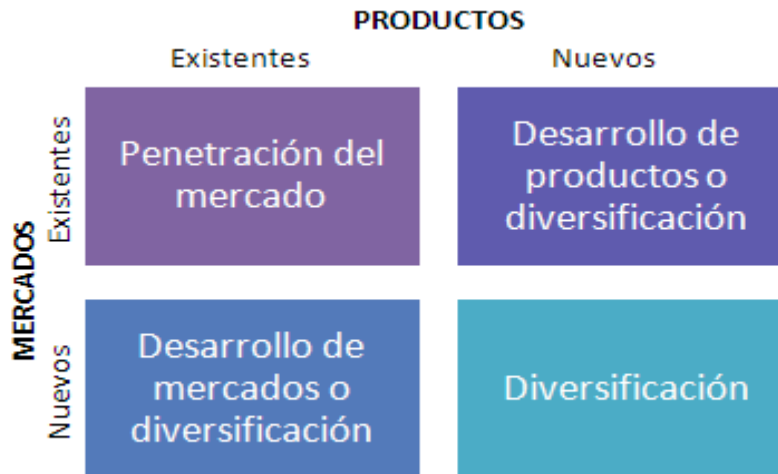 PRODUCTOS
Existentes Nuevos
MERCADOS
Existentes
Penetración del
mercado
Desarrollo de
productos o
diversificación
Nuevos
Desarrollo de
mercados o
diversificación
Diversificación